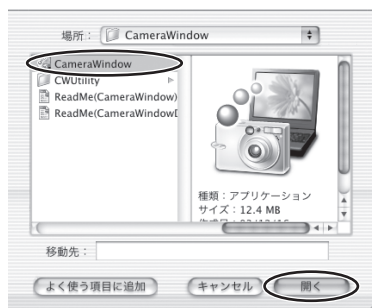 場所： CameraWindow
CameraWindow
CWUtility
ReadMe(CameraWindow)
ReadMe(CameraWindow
種類：アプリケーション
サイズ：12.4 MB
移動先：
よく使う項目に追加
キャンセル
開く